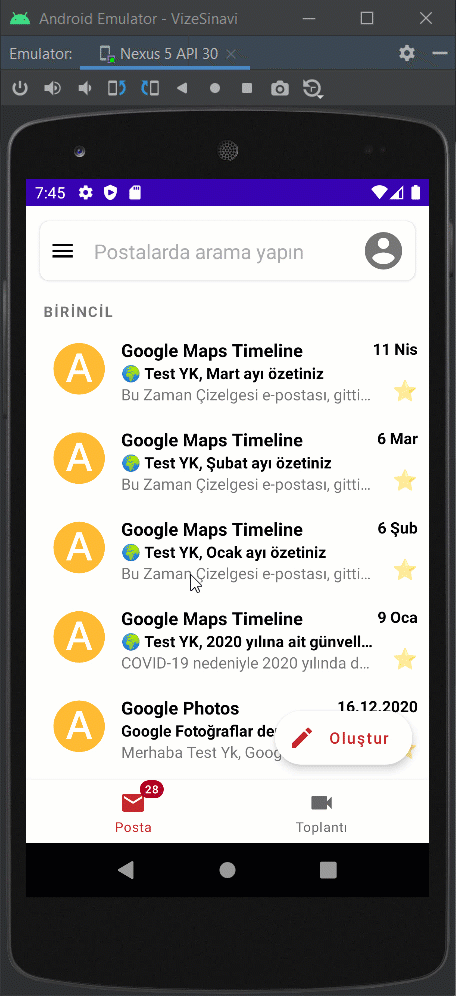 Android Emulator - VizeSinavi
Emulator: Nexus 5 API 30
7:45
Postalarda arama yapın
BİRİNCİL
A Google Maps Timeline 11 Nis
Test YK, Mart ayı özetiniz
Bu Zaman Çizelgesi e-postası, gitti...
A Google Maps Timeline 6 Mar
Test YK, Şubat ayı özetiniz
Bu Zaman Çizelgesi e-postası, gitti...
A Google Maps Timeline 6 Şub
Test YK, Ocak ayı özetiniz
Bu Zaman Çizelgesi e-postası, gitti...
A Google Maps Timeline 9 Oca
Test YK, 2020 yılına ait günvell...
COVID-19 nedeniyle 2020 yılında d...
A Google Photos 16.12.2020
Google Fotoğraflar
Merhaba Test Yk,
Oluştur
28
Posta Toplantı